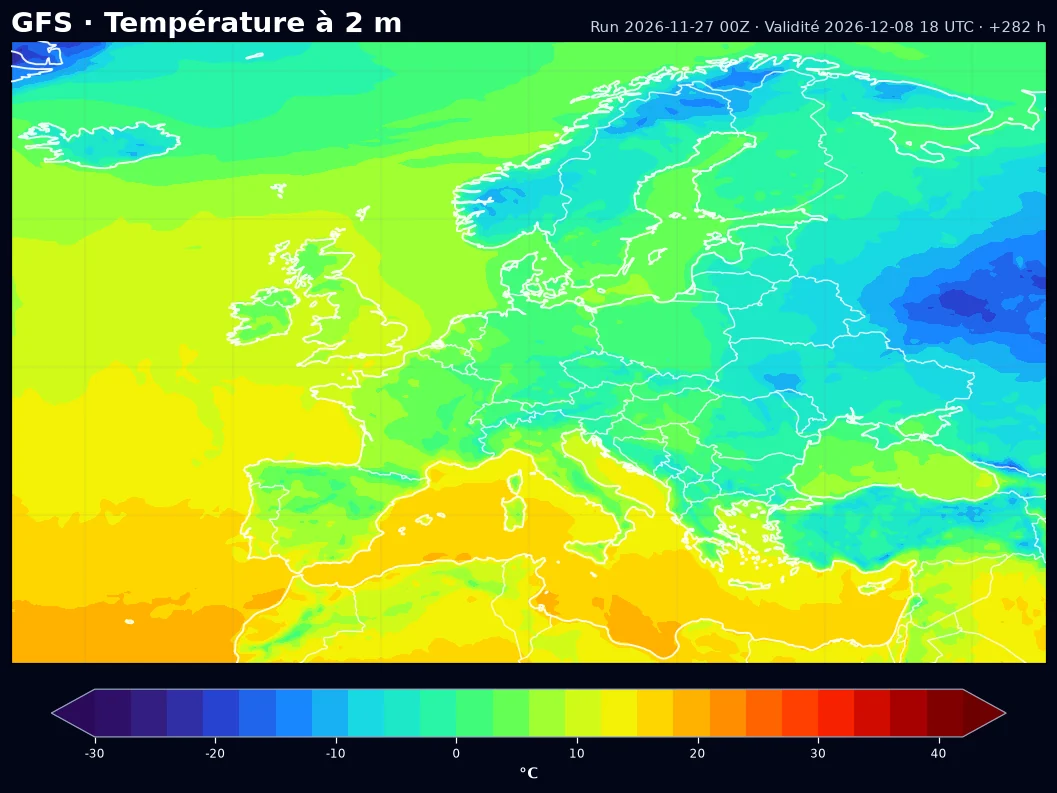 GFS · Température à 2 m
Run 2026-11-27 00Z · Validité 2026-12-08 18 UTC · +282 h
-30 -20 -10 0 10 20 30 40
°C